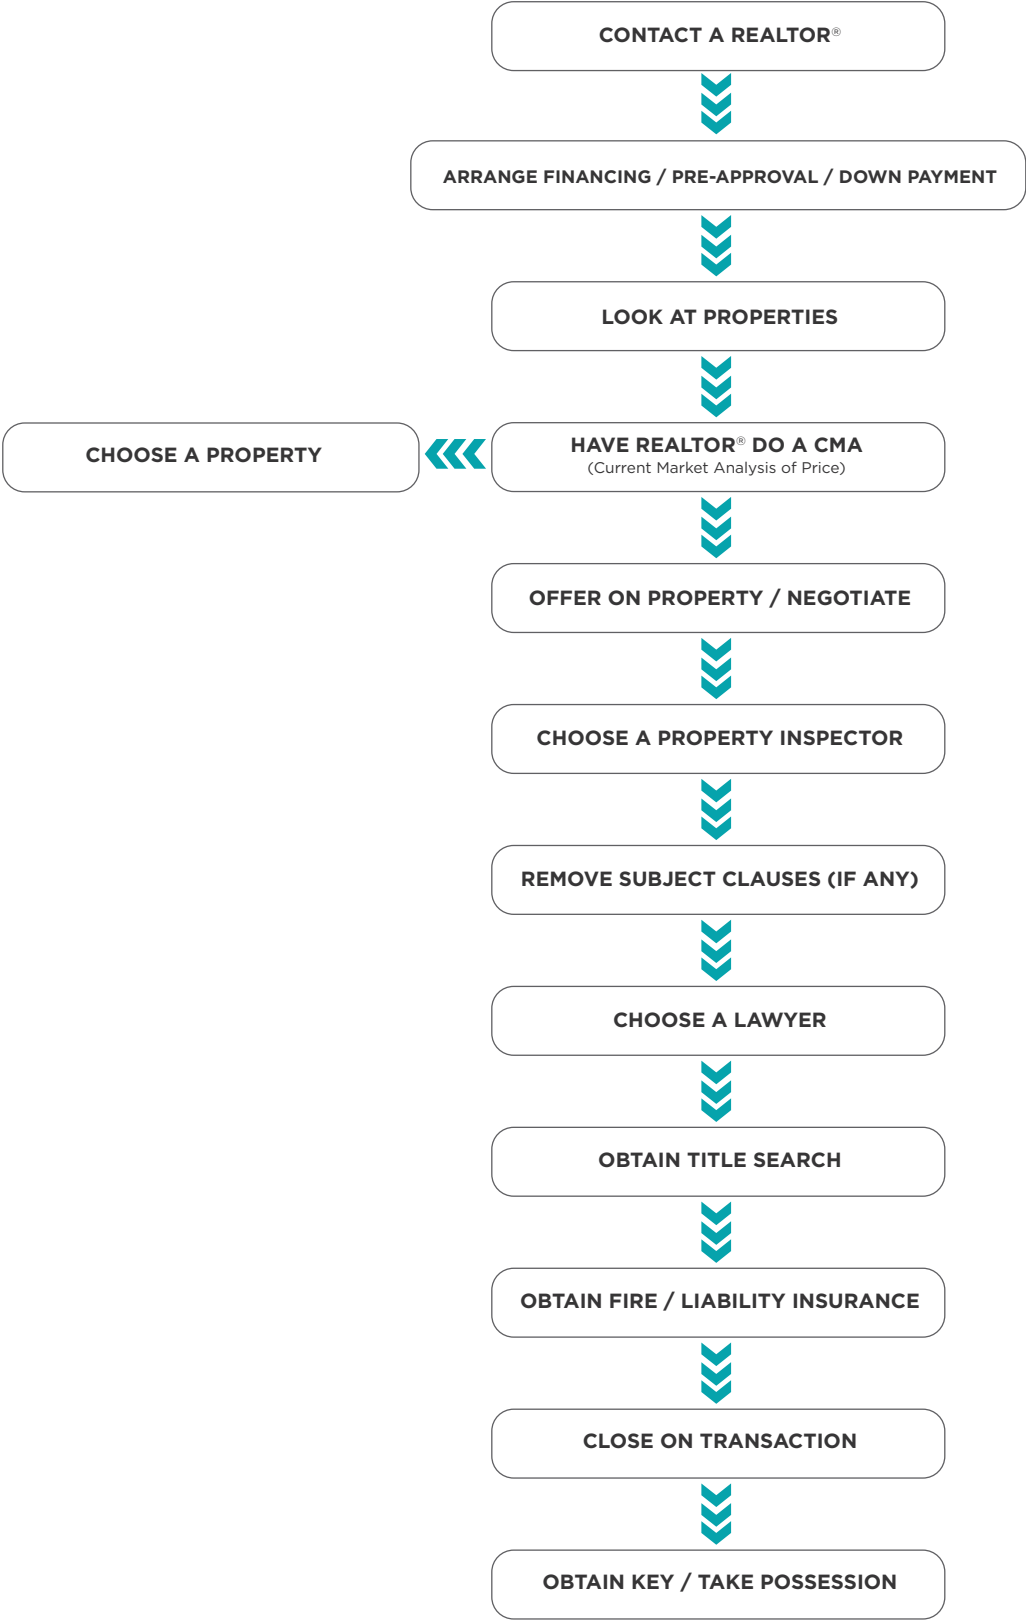 CONTACT A REALTOR®
ARRANGE FINANCING / PRE-APPROVAL / DOWN PAYMENT
LOOK AT PROPERTIES
CHOOSE A PROPERTY
HAVE REALTOR® DO A CMA
(Current Market Analysis of Price)
OFFER ON PROPERTY / NEGOTIATE
CHOOSE A PROPERTY INSPECTOR
REMOVE SUBJECT CLAUSES (IF ANY)
CHOOSE A LAWYER
OBTAIN TITLE SEARCH
OBTAIN FIRE / LIABILITY INSURANCE
CLOSE ON TRANSACTION
OBTAIN KEY / TAKE POSSESSION